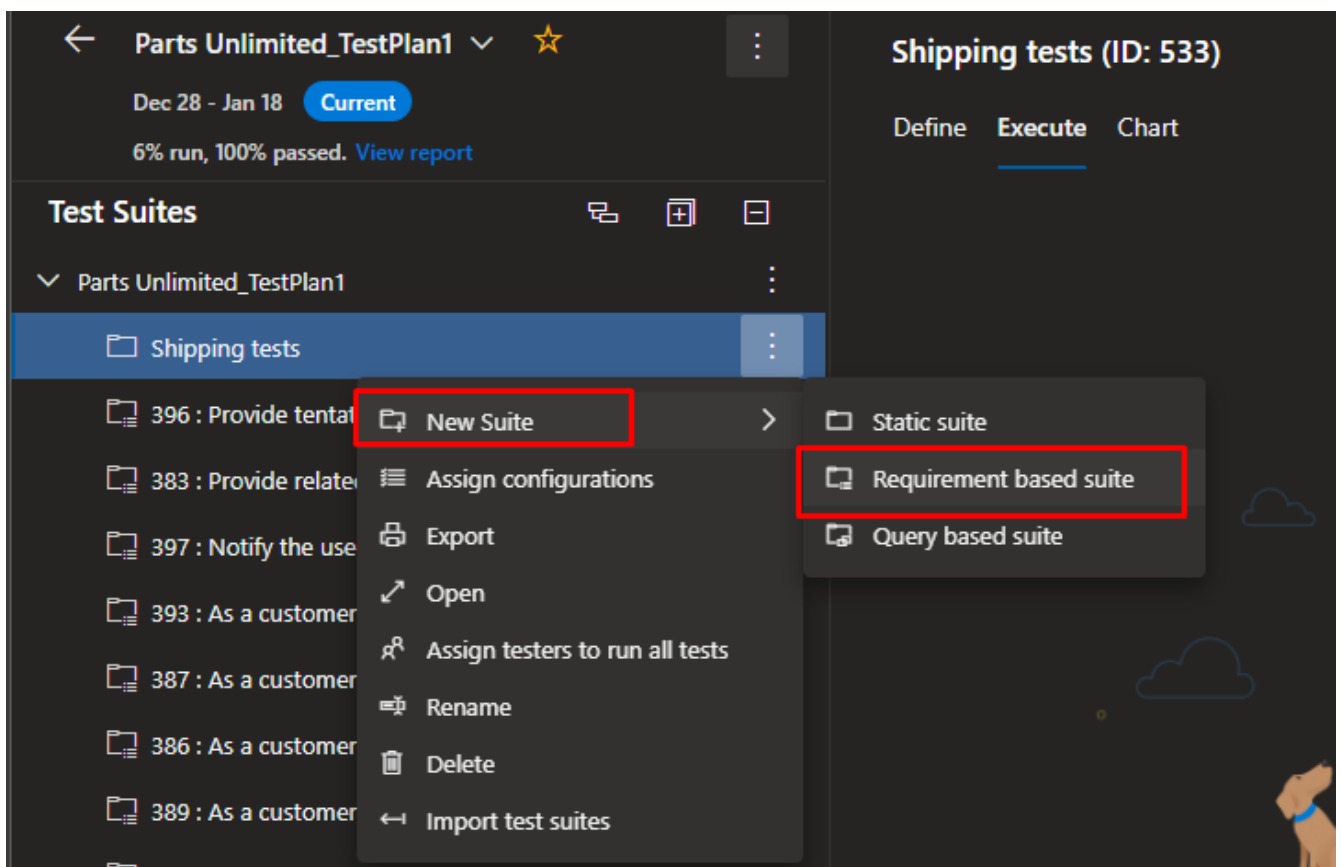 Parts Unlimited_TestPlan1
Dec 28 - Jan 18 Current
6% run, 100% passed. View report
Test Suites
Parts Unlimited_TestPlan1
Shipping tests
396 : Provide
383 : Provide
397 : Notify the use
393 : As a customer
387 : As a customer
386 : As a customer
389 : As a customer
New Suite
Assign configurations
Export
Open
Assign testers to run all tests
Rename
Delete
Import test suites
Static suite
Requirement based suite
Query based suite
Shipping tests (ID: 533)
Define Execute Chart